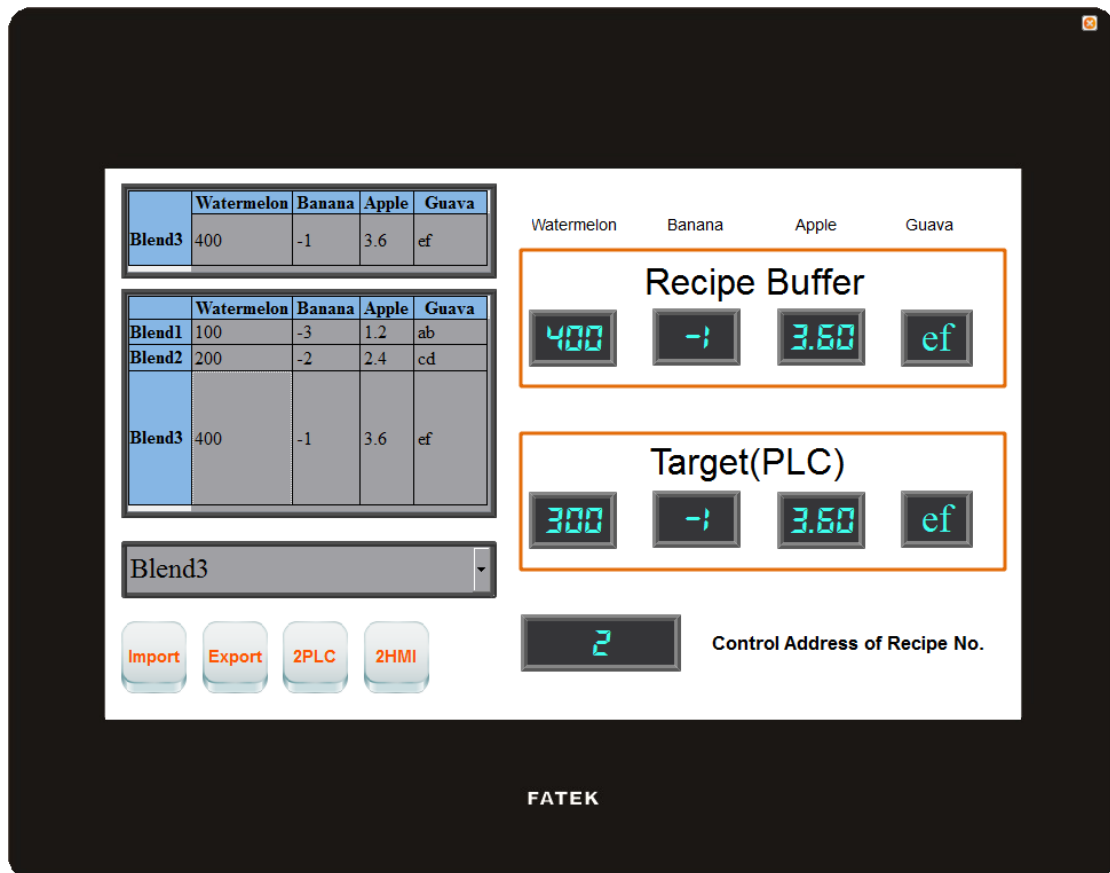 Watermelon Banana Apple Guava
Blend3 400 -1 3.6 ef
Watermelon Banana Apple Guava
Blend1 100 -3 1.2 ab
Blend2 200 -2 2.4 cd
Blend3 400 -1 3.6 ef
Blend3
Import Export 2PLC 2HMI
Watermelon Banana Apple Guava
Recipe Buffer
400 -1 3.60 ef
Target(PLC)
300 -1 3.60 ef
2 Control Address of Recipe No.
FATEK